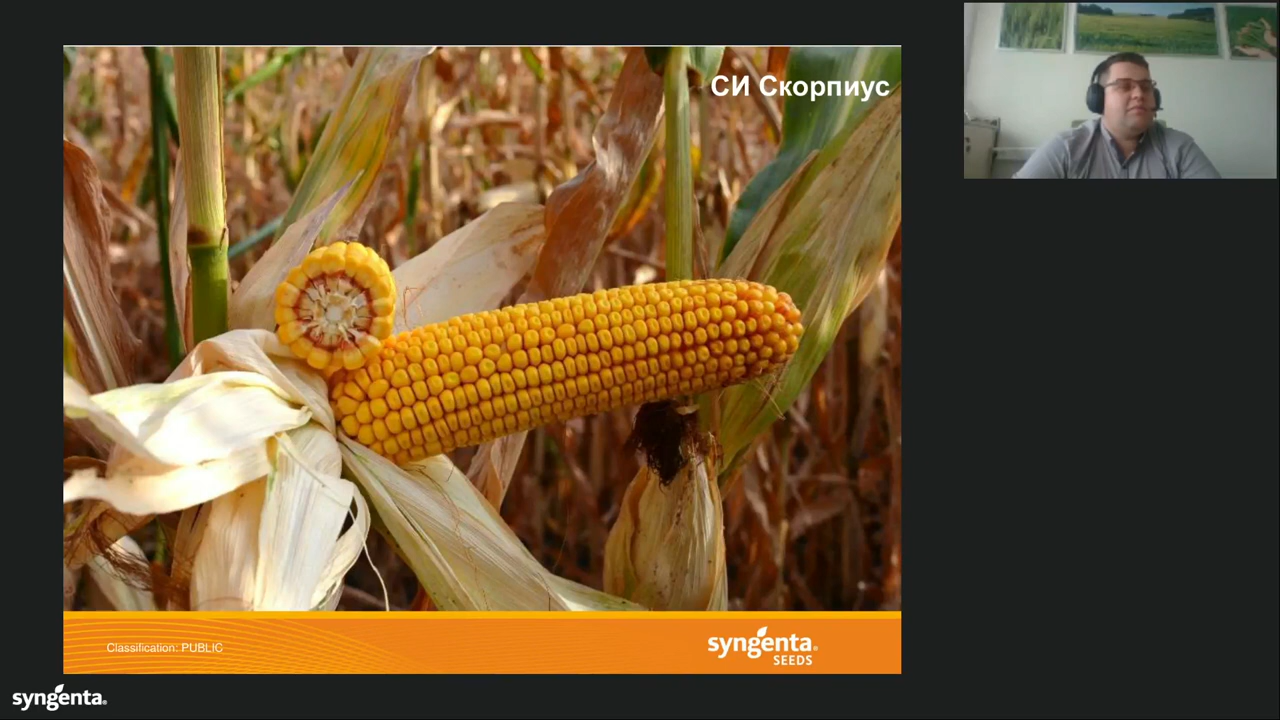 СИ Скорпиус
Classification: PUBLIC
syngenta
SEEDS
syngenta